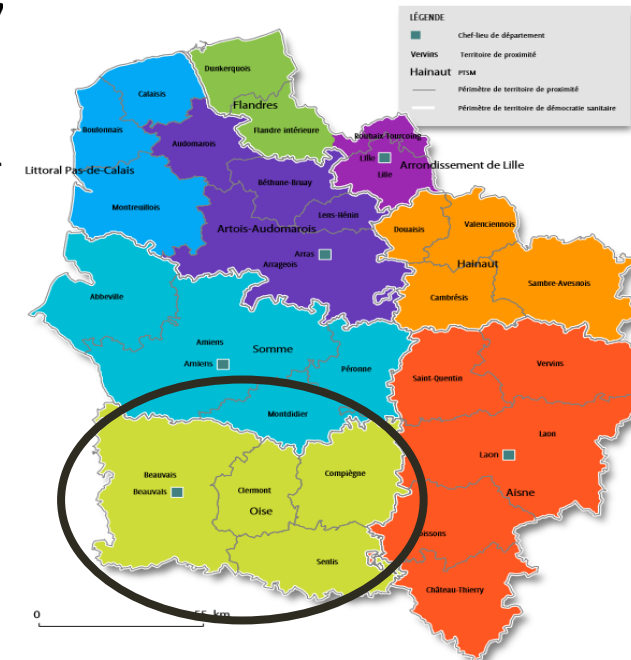 LÉGENDE
Chef-lieu de département
Vervins Territoire de proximité
Hainaut PTSM
Périmètre de territoire de proximité
Périmètre de territoire de démocratie sanitaire
Dunkerquois
Calaisis
Flandres
Boulonnais
Flandre intérieure
Audomarois
Roubaix-Tourcoing
Lille
Arrondissement de Lille
Littoral Pas-de-Calais
Lille
Béthune-Bruay
Montreuillois
Lens-Hénin
Valenciennois
Artois-Audomarois
Douaisis
Arras
Arrageois
Hainaut
Sambre-Avesnois
Abbeville
Cambrésis
Amiens
Somme
Amiens
Péronne
Vervins
Saint-Quentin
Montdidier
Laon
Laon
Beauvais
Compiègne
Beauvais
Clermont
Aisne
Oise
Senlis
Château-Thierry
0
km